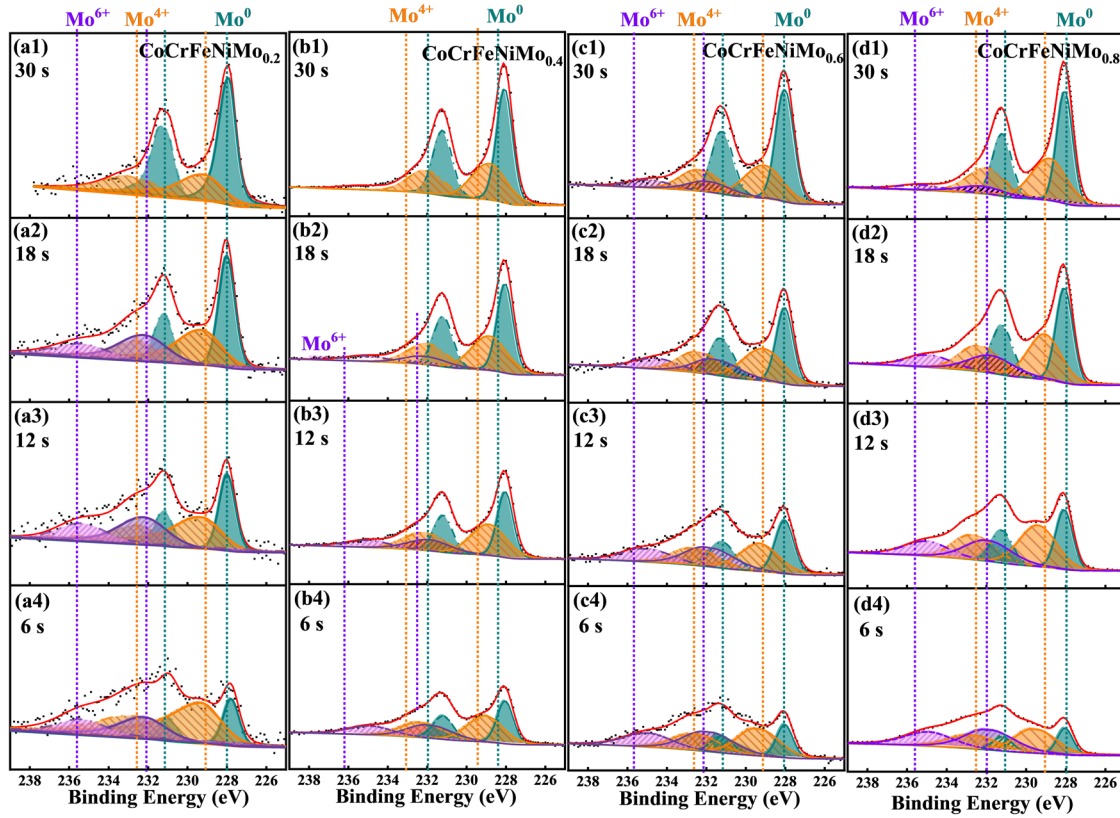 Mo6+ Mo4+ Mo0 Mo4+ Mo0 Mo6+ Mo4+ Mo0 Mo6+ Mo4+ Mo0
(a1) CoCrFeNiMo0.2 (b1) CoCrFeNiMo0.4 (c1) CoCrFeNiMo0.6 (d1) CoCrFeNiMo0.8
30 s 30 s 30 s 30 s
(a2) (b2) (c2) (d2)
18 s 18 s 18 s 18 s
Mo6+
(a3) (b3) (c3) (d3)
12 s 12 s 12 s 12 s
(a4) (b4) (c4) (d4)
6 s 6 s 6 s 6 s
238 236 234 232 230 228 226 238 236 234 232 230 228 226 238 236 234 232 230 228 226 238 236 234 232 230 228 226
Binding Energy (eV) Binding Energy (eV) Binding Energy (eV) Binding Energy (eV)